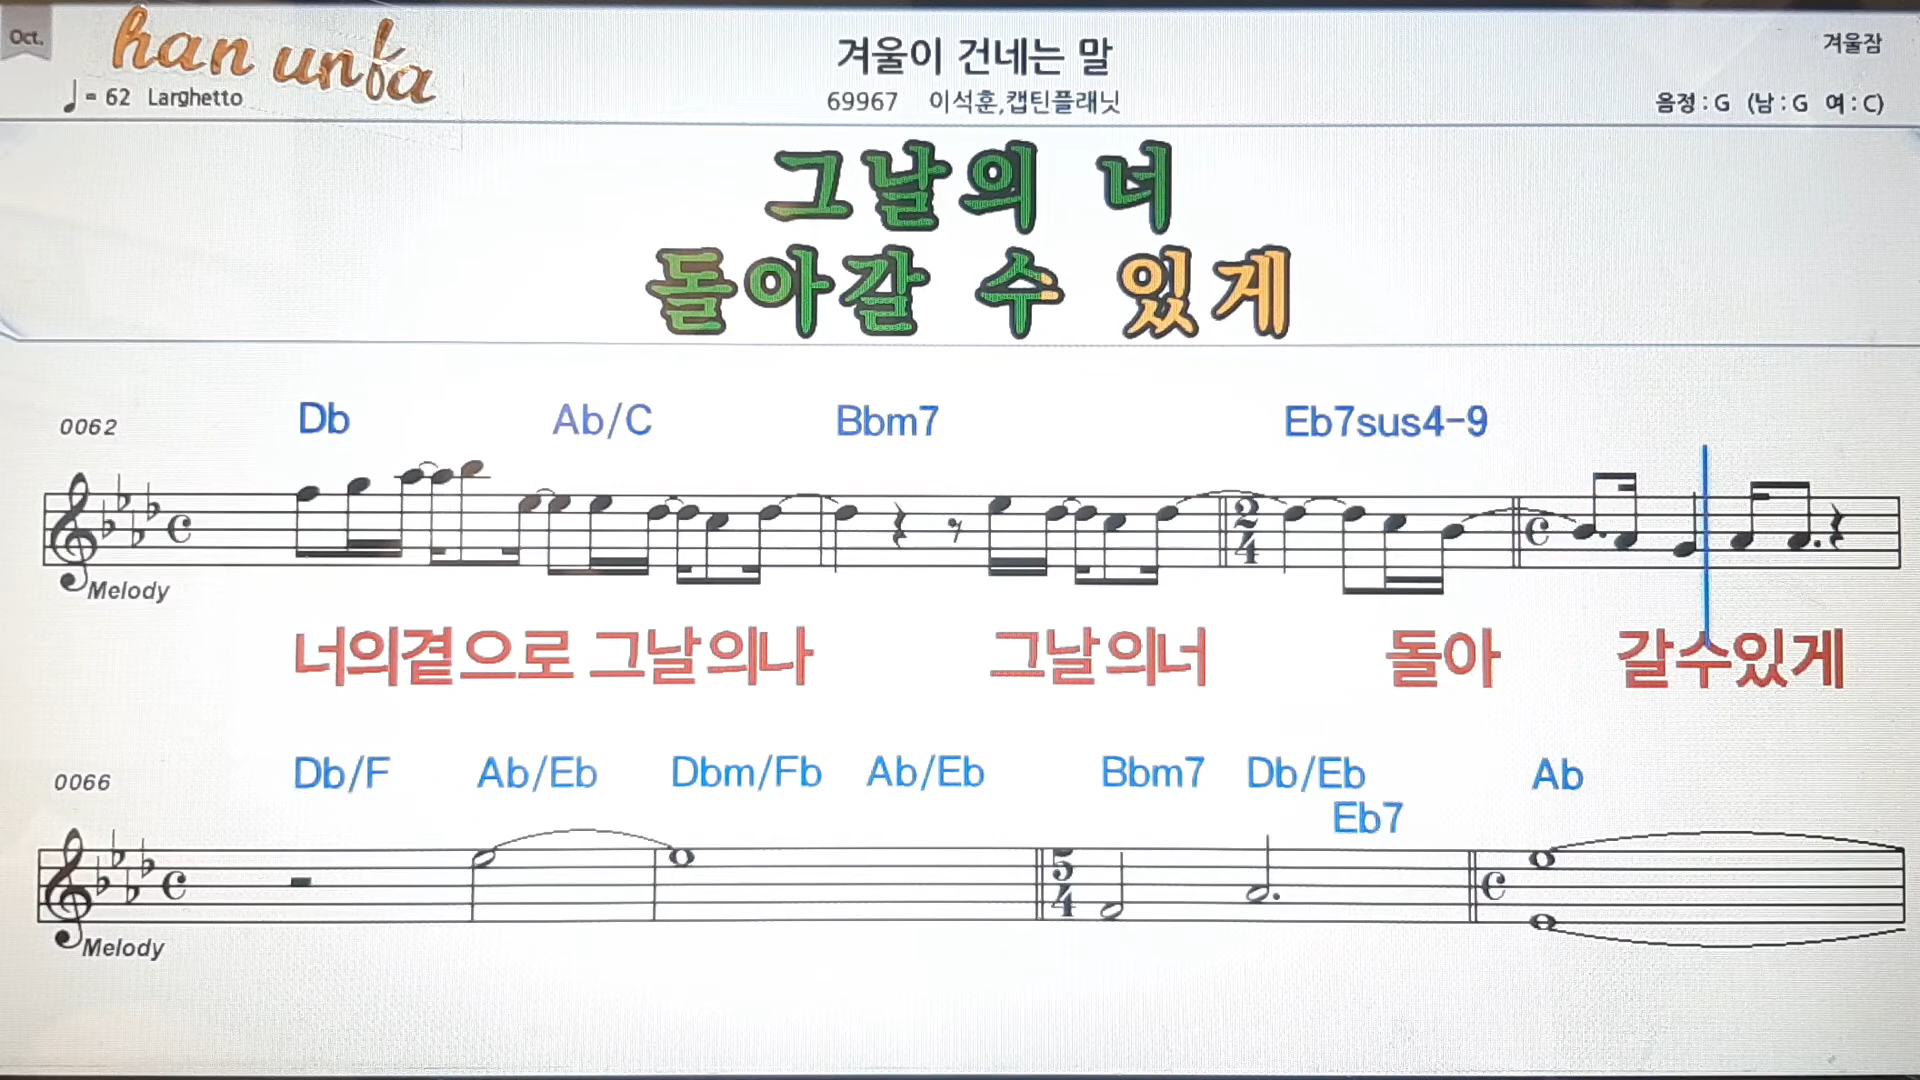 Oct.
han unfa
겨울이 건네는 말
겨울잠
♩= 62 Larghetto
69967 이석훈,캡틴플래닛
음정 : G (남 : G 여 : C)
그날의 너
돌아갈 수 있게
0062 Db Ab/C Bbm7 Eb7sus4-9
2
4
Melody
너의곁으로 그날의나 그날의너 돌아 갈수있게
0066 Db/F Ab/Eb Dbm/Fb Ab/Eb Bbm7 Db/Eb Ab
Eb7
5
4
Melody